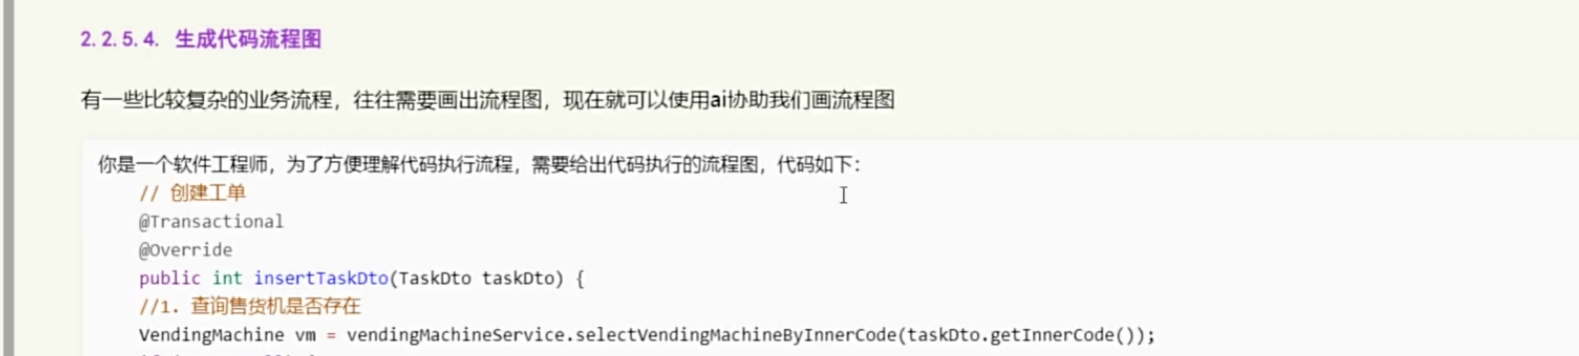 2.2.5.4. 生成代码流程图
有一些比较复杂的业务流程，往往需要画出流程图，现在就可以使用ai协助我们画流程图
你是一个软件工程师，为了方便理解代码执行流程，需要给出代码执行的流程图，代码如下：
// 创建工单
@Transactional
@Override
public int insertTaskDto(TaskDto taskDto) {
//1. 查询售货机是否存在
VendingMachine vm = vendingMachineService.selectVendingMachineByInnerCode(taskDto.getInnerCode());